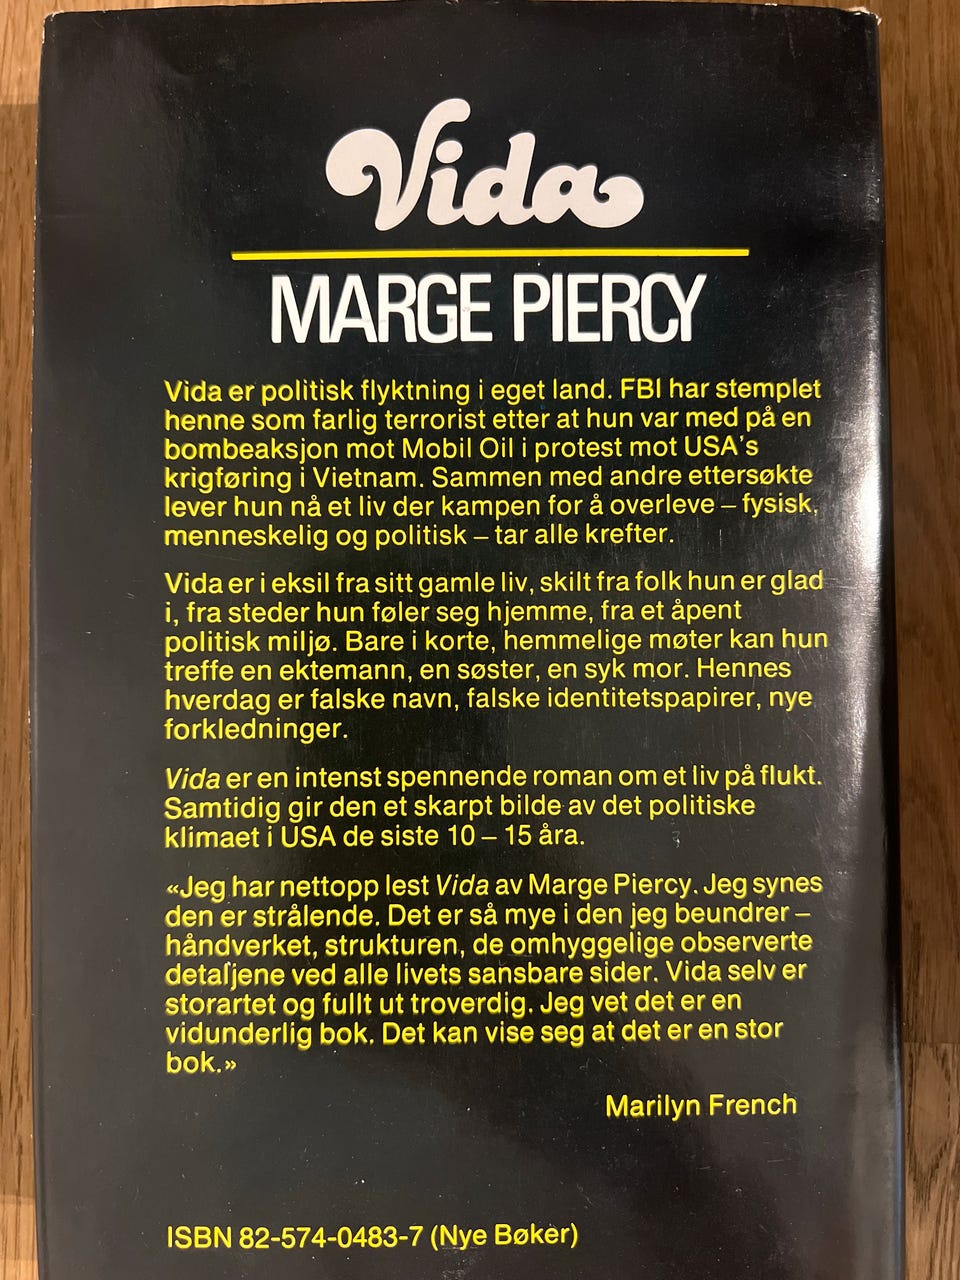 Vida
MARGE PIERCY
Vida er politisk flyktning i eget land. FBI har stemplet
henne som farlig terrorist etter at hun var med på en
bombeaksjon mot Mobil Oil i protest mot USA's
krigføring i Vietnam. Sammen med andre ettersøkte
lever hun nå et liv der kampen for å overleve – fysisk,
menneskelig og politisk – tar alle krefter.
Vida er i eksil fra sitt gamle liv, skilt fra folk hun er glad
i, fra steder hun føler seg hjemme, fra et åpent
politisk miljø. Bare i korte, hemmelige møter kan hun
treffe en ektemann, en søster, en syk mor. Hennes
hverdag er falske navn, falske identitetspapirer, nye
forkledninger.
Vida er en intenst spennende roman om et liv på flukt.
Samtidig gir den et skarpt bilde av det politiske
klimaet i USA de siste 10 – 15 åra.
«Jeg har nettopp lest Vida av Marge Piercy. Jeg synes
den er strålende. Det er så mye i den jeg beundrer –
håndverket, strukturen, de omhyggelige observerte
detaljene ved alle livets sansbare sider. Vida selv er
storartet og fullt ut troverdig. Jeg vet det er en
vidunderlig bok. Det kan vise seg at det er en stor
bok.»
Marilyn French
ISBN 82-574-0483-7 (Nye Bøker)